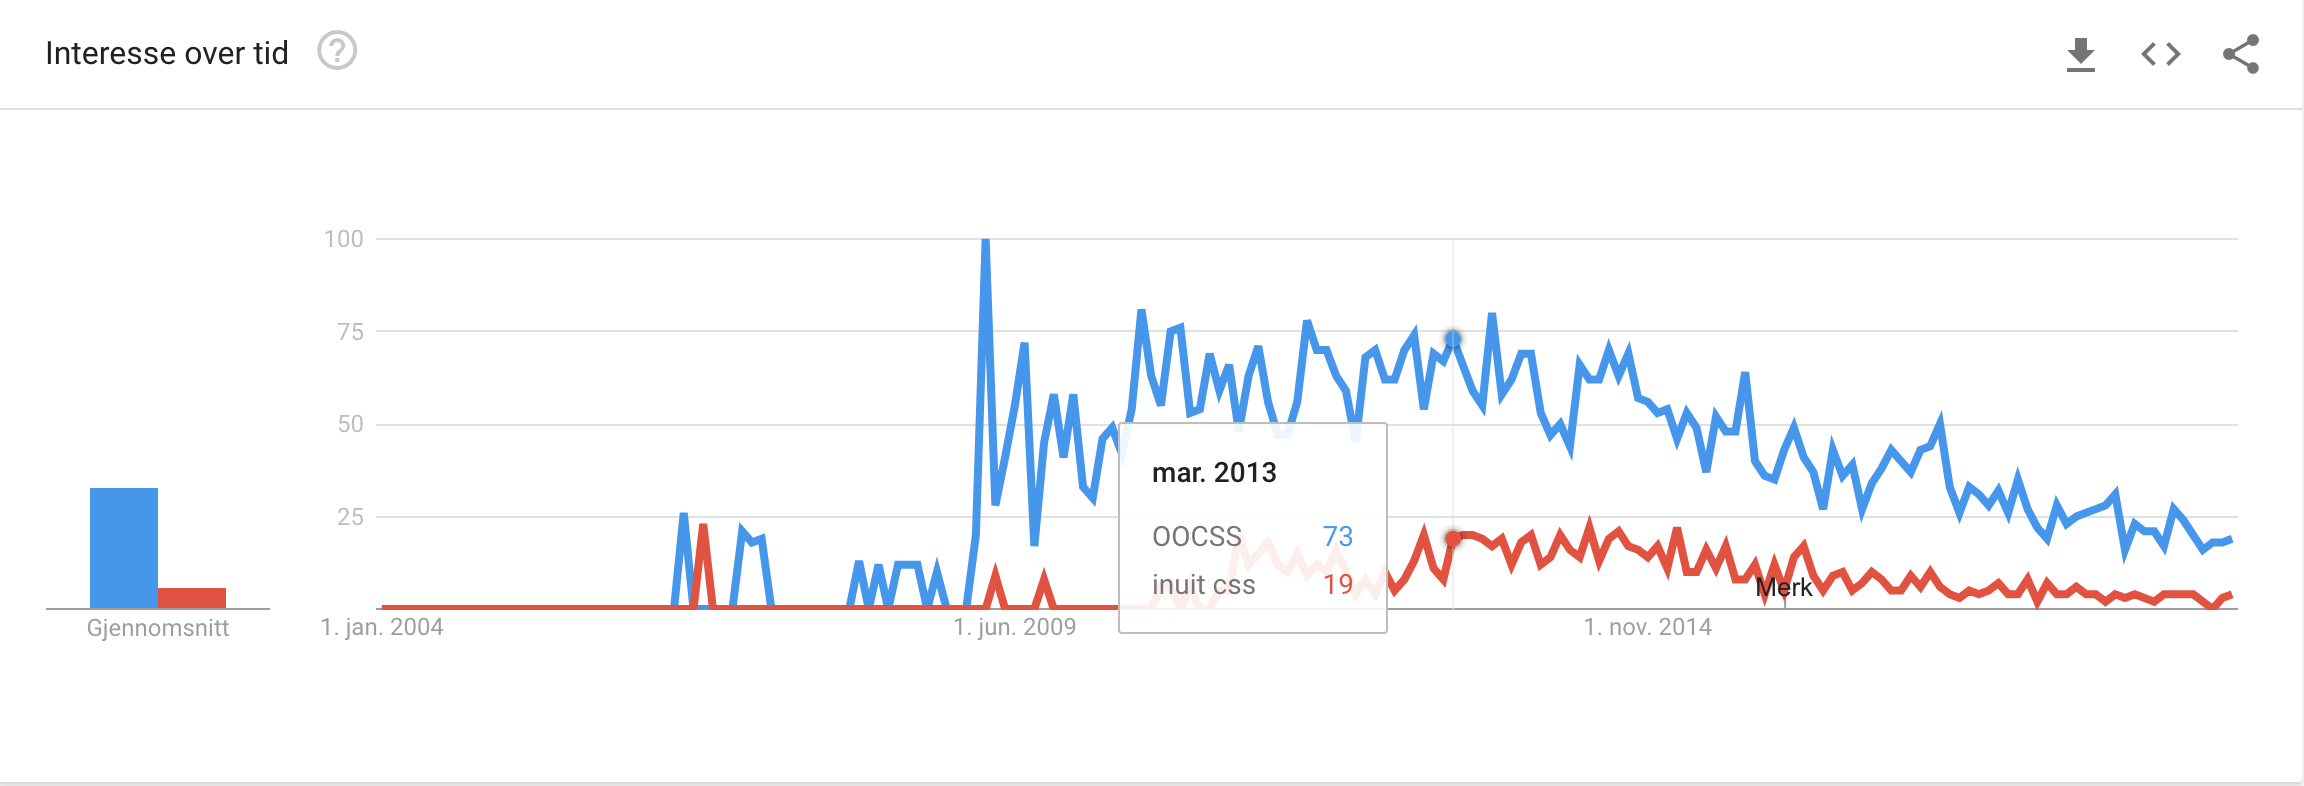 Interesse over tid ?
100
75
50
25
mar. 2013
OOCSS 73
inuit css 19
Merk
Gjennomsnitt
1. jan. 2004
1. jun. 2009
1. nov. 2014